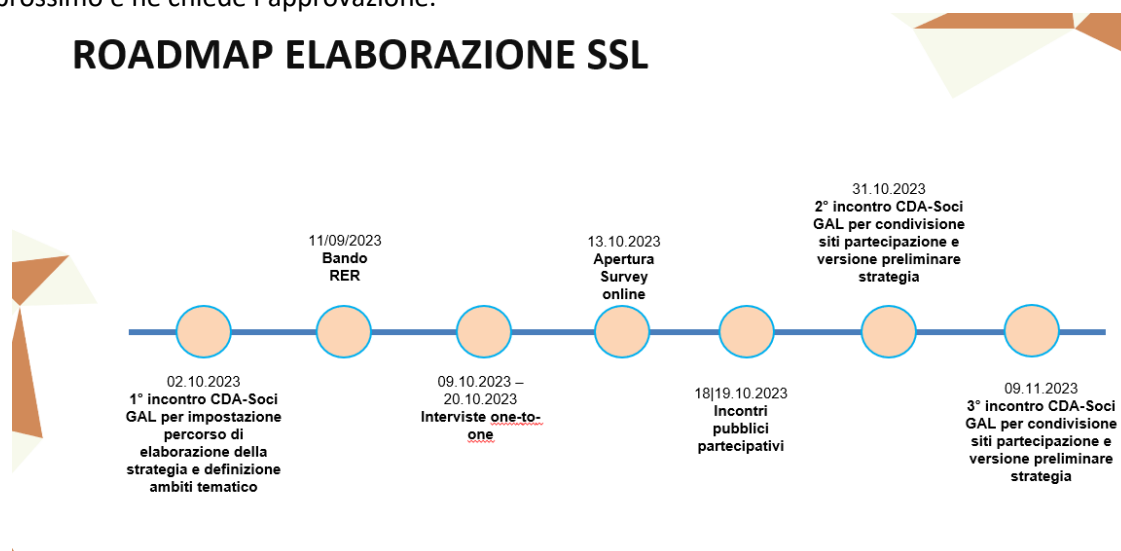 prossimo e ne chiede l'approvazione.
ROADMAP ELABORAZIONE SSL
02.10.2023
1° incontro CDA-Soci
GAL per impostazione
percorso di
elaborazione della
strategia e definizione
ambiti tematico
11/09/2023
Bando
RER
09.10.2023 –
20.10.2023
Interviste one-to-
one
13.10.2023
Apertura
Survey
online
18|19.10.2023
Incontri
pubblici
partecipativi
31.10.2023
2° incontro CDA-Soci
GAL per condivisione
siti partecipazione e
versione preliminare
strategia
09.11.2023
3° incontro CDA-Soci
GAL per condivisione
siti partecipazione e
versione preliminare
strategia